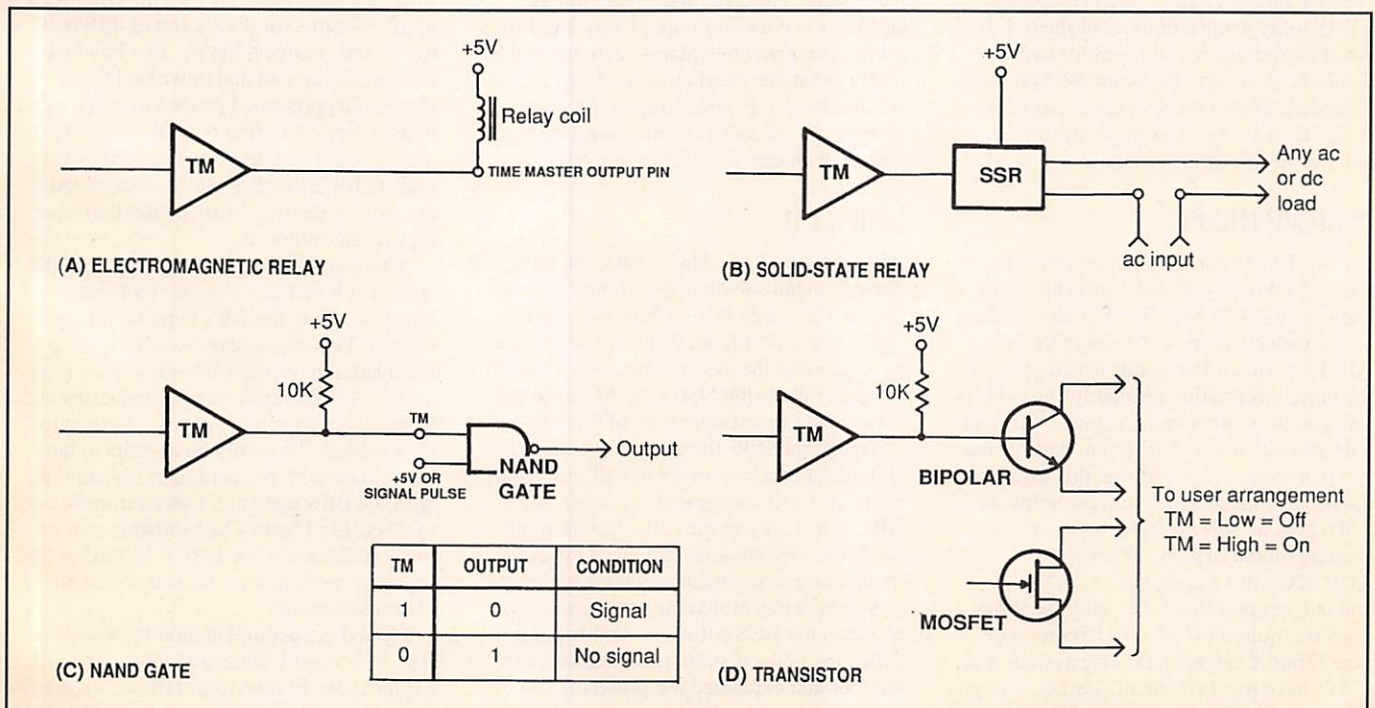 +5V
Relay coil
TM
TIME MASTER OUTPUT PIN
(A) ELECTROMAGNETIC RELAY
+5V
TM
SSR
Any ac
or dc
load
ac input
(B) SOLID-STATE RELAY
+5V
10K
TM
TM
+5V OR
SIGNAL PULSE
NAND
GATE
Output
TM OUTPUT CONDITION
1 0 Signal
0 1 No signal
(C) NAND GATE
+5V
10K
TM
BIPOLAR
MOSFET
To user arrangement
TM = Low = Off
TM = High = On
(D) TRANSISTOR